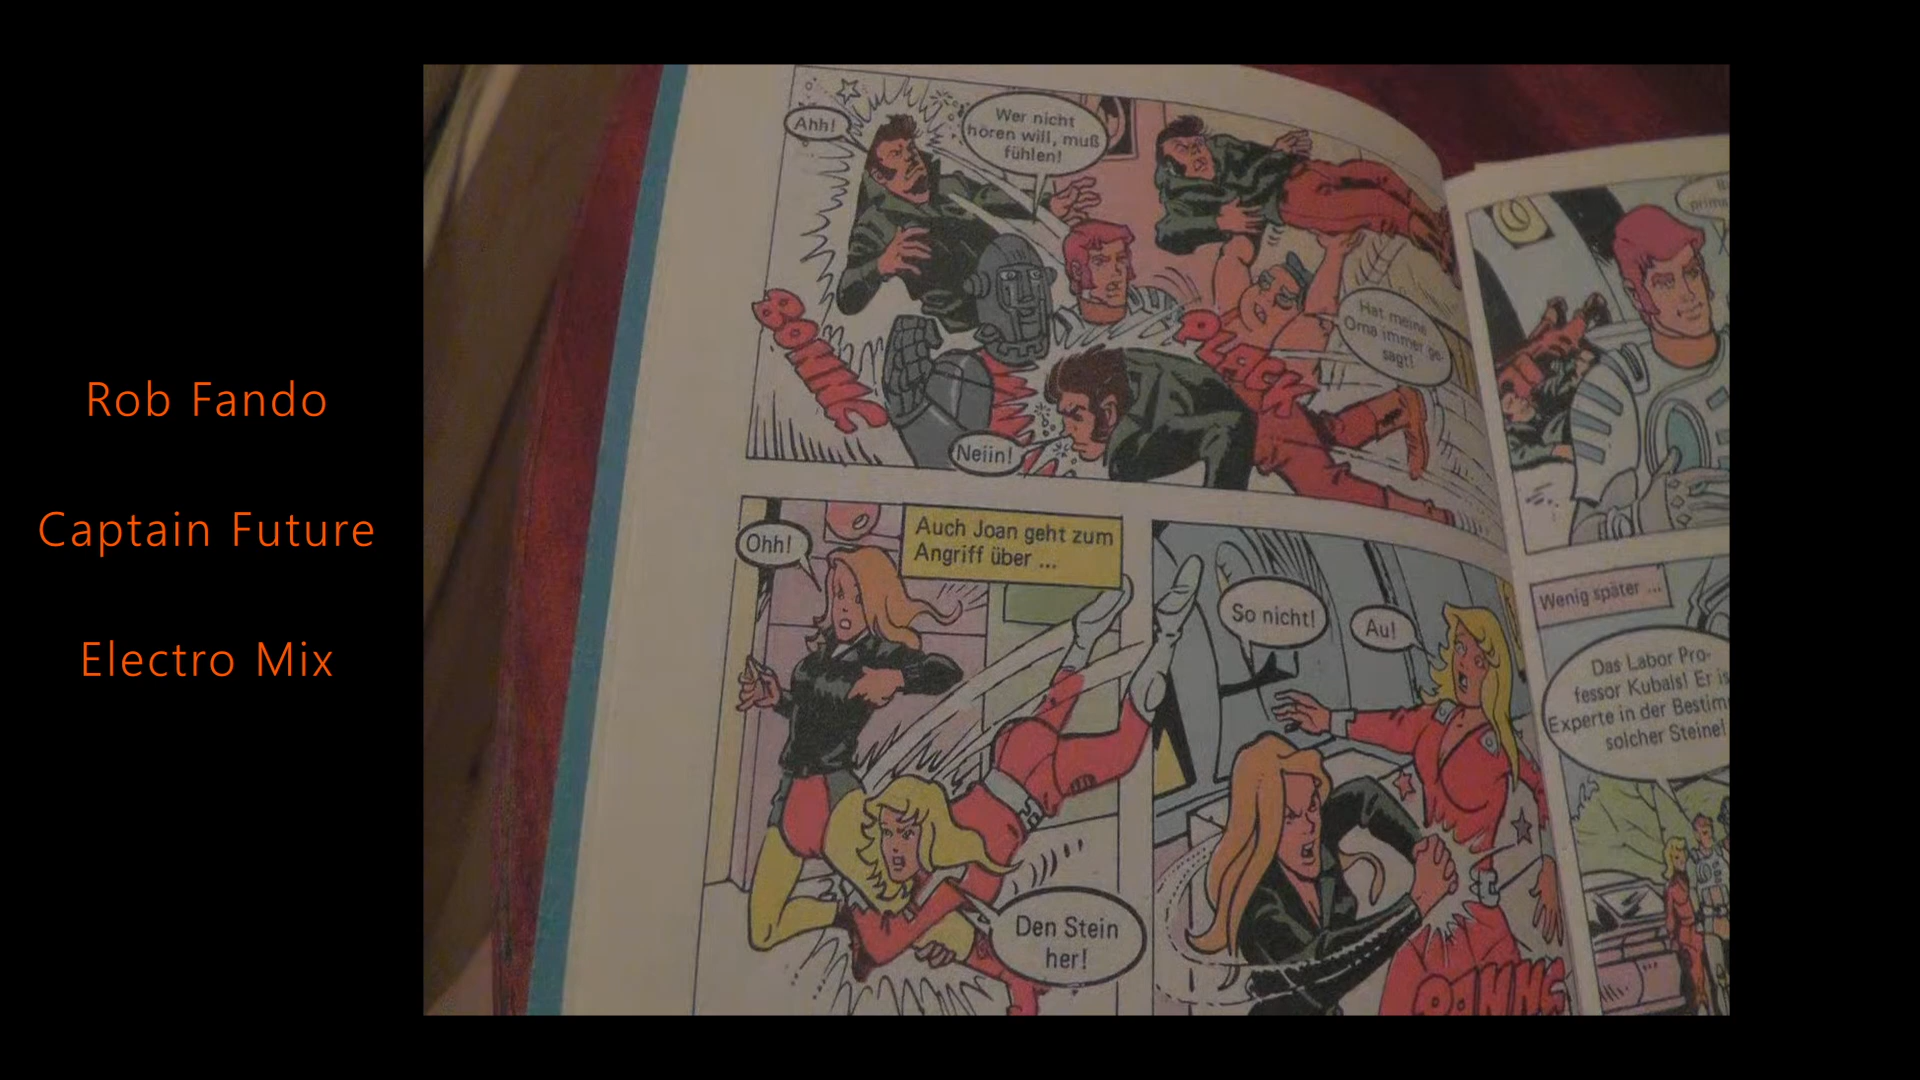 Rob Fando
Captain Future
Electro Mix
Ahh!
Wer nicht
hören will, muß
fühlen!
BOINK
PLACK
Hat meine
Oma immer ge-
sagt!
Neiin!
Ohh!
Auch Joan geht zum
Angriff über ...
Den Stein
her!
So nicht!
Au!
prima
Wenig später ...
Das Labor Pro-
fessor Kubals! Er is
Experte in der Bestim
solcher Steine!